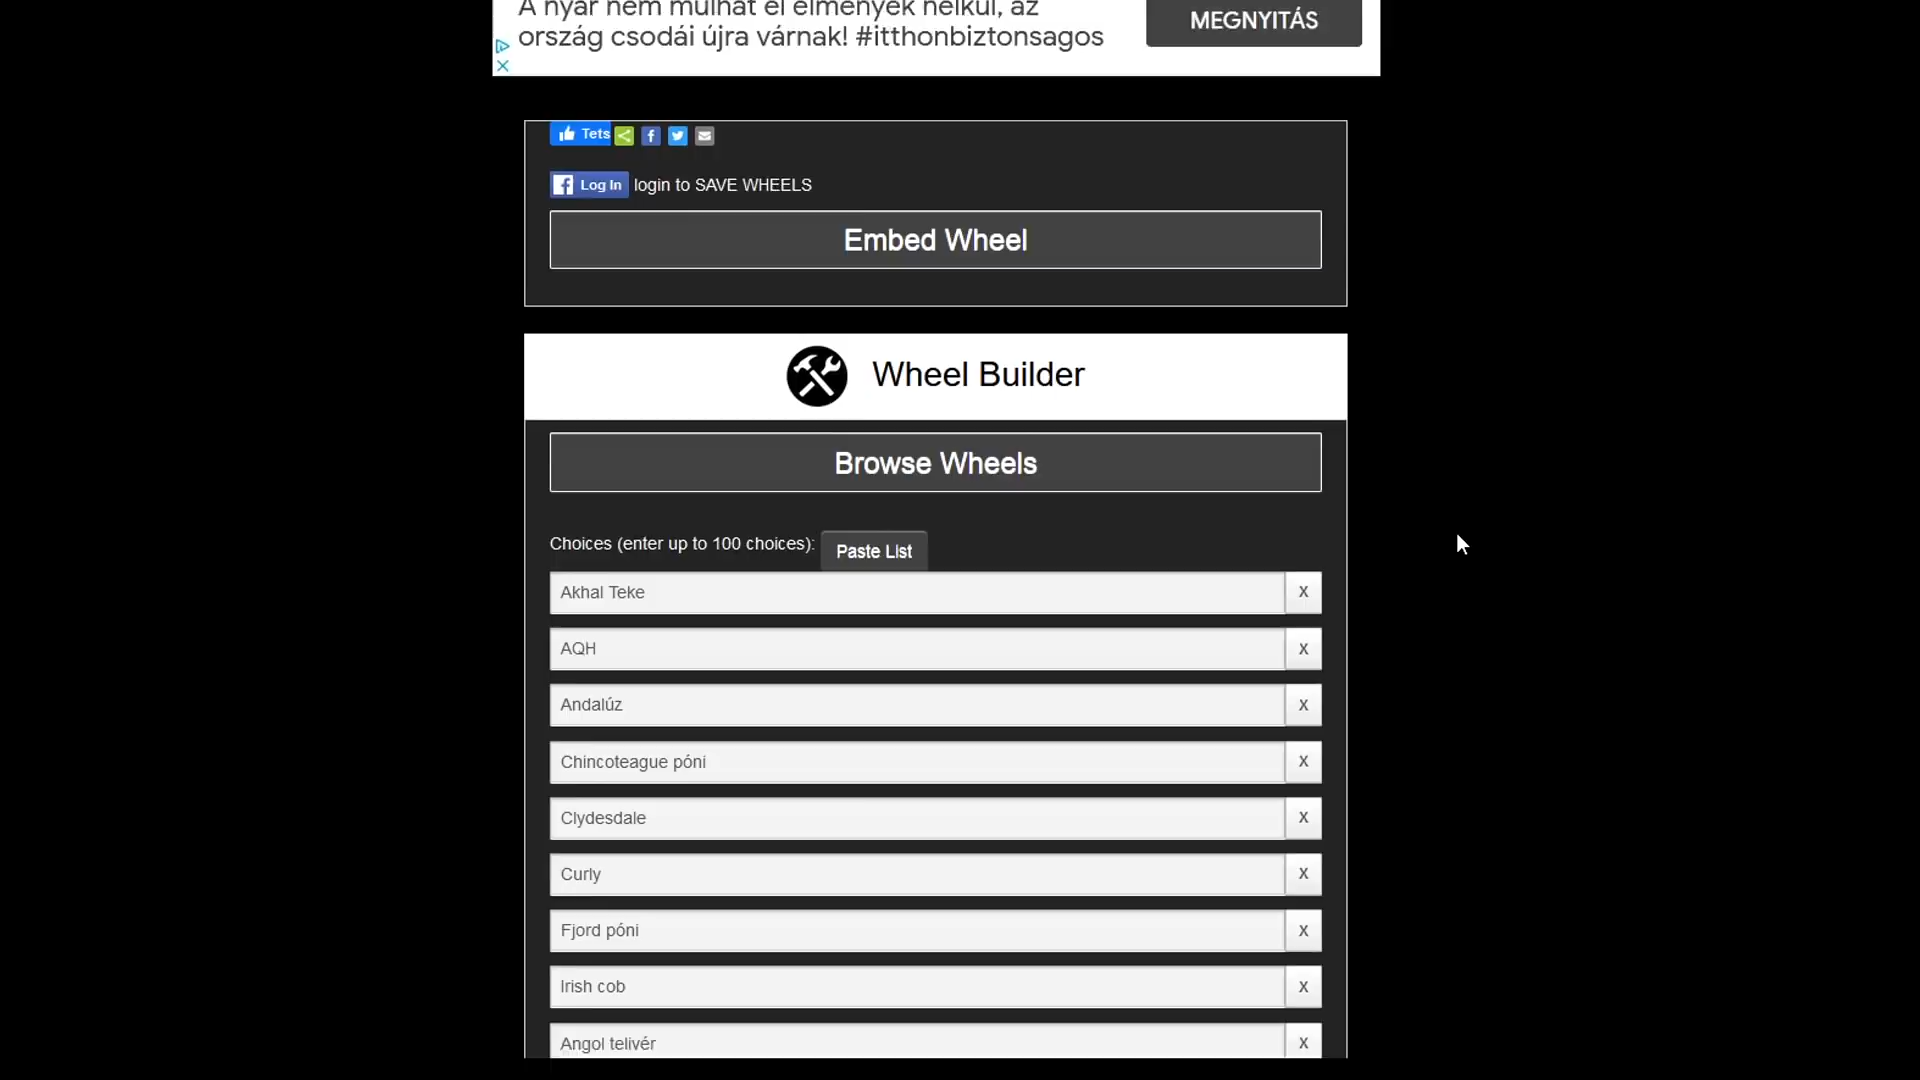 A nyár nem múlhat el élmények nélkül, az
ország csodái újra várnak! #itthonbiztonsagos
MEGNYITÁS
Tets
Log In login to SAVE WHEELS
Embed Wheel
Wheel Builder
Browse Wheels
Choices (enter up to 100 choices): Paste List
Akhal Teke X
AQH X
Andalúz X
Chincoteague póni X
Clydesdale X
Curly X
Fjord póni X
Irish cob X
Angol telivér X